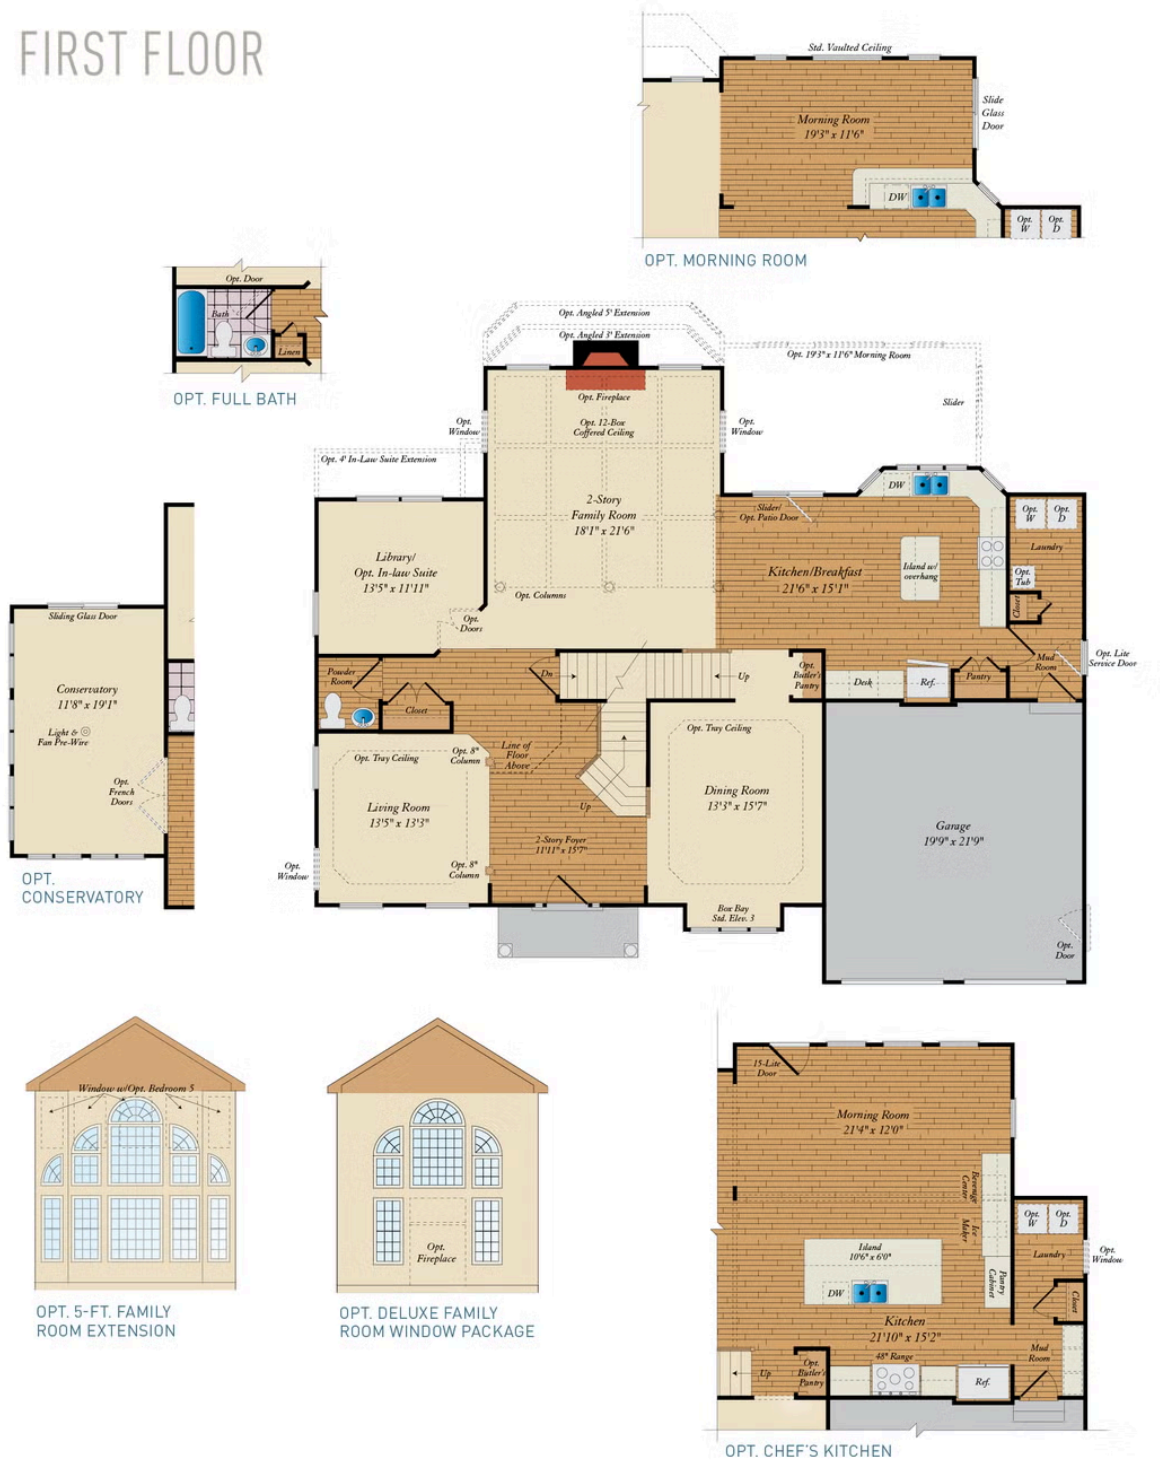 FIRST FLOOR
Std. Vaulted Ceiling
Morning Room
19'3" x 11'6"
Slide
Glass
Door
DW
Opt.
W
Opt.
D
OPT. MORNING ROOM
Opt. Door
Bath
Linen
OPT. FULL BATH
Opt. Angled 5' Extension
Opt. Angled 3' Extension
Opt. 19'3" x 11'6" Morning Room
Slider
Opt. Fireplace
Opt. 12-Box
Coffered Ceiling
Opt.
Window
Opt.
Window
Opt. 4' In-Law Suite Extension
2-Story
Family Room
18'1" x 21'6"
Slider/
Opt. Patio Door
DW
Opt.
W
Opt.
D
Laundry
Opt.
Tub
Closet
Library/
Opt. In-law Suite
13'5" x 11'11"
Kitchen/Breakfast
21'6" x 15'1"
Island w/
overhang
Opt. Columns
Opt.
Doors
Opt. Lite
Service Door
Mud
Room
Powder
Room
Closet
Dn
Up
Opt.
Butler's
Pantry
Desk
Ref.
Pantry
Sliding Glass Door
Conservatory
11'8" x 19'1"
Light &
Fan Pre-Wire
Opt.
French
Doors
OPT.
CONSERVATORY
Opt. Tray Ceiling
Opt. 8"
Column
Line of
Floor
Above
Living Room
13'5" x 13'3"
Up
2-Story Foyer
11'11" x 15'7"
Opt. 8"
Column
Opt.
Window
Opt. Tray Ceiling
Dining Room
13'3" x 15'7"
Box Bay
Std. Elev. 3
Garage
19'9" x 21'9"
Opt.
Door
Window w/Opt. Bedroom 5
OPT. 5-FT. FAMILY
ROOM EXTENSION
Opt.
Fireplace
OPT. DELUXE FAMILY
ROOM WINDOW PACKAGE
15-Lite
Door
Morning Room
21'4" x 12'0"
Beverage
Center
Ice
Maker
Pantry
Cabinet
Island
10'6" x 6'0"
DW
Kitchen
21'10" x 15'2"
48" Range
Ref.
Up
Opt.
Butler's
Pantry
Opt.
W
Opt.
D
Laundry
Opt.
Window
Closet
Mud
Room
OPT. CHEF'S KITCHEN